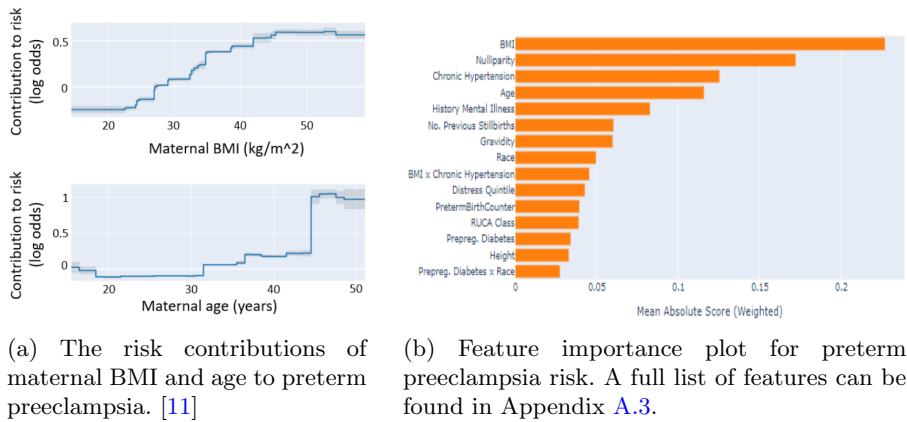 Contribution to risk
(log odds)
0.5
0
20
30
40
50
Maternal BMI (kg/m^2)
Contribution to risk
(log odds)
1
0.5
0
20
30
40
50
Maternal age (years)
(a) The risk contributions of
maternal BMI and age to preterm
preeclampsia. [11]
BMI
Nulliparity
Chronic Hypertension
Age
History Mental Illness
No. Previous Stillbirths
Gravidity
Race
BMI x Chronic Hypertension
Distress Quintile
PretermBirthCounter
RUCA Class
Prepreg. Diabetes
Height
Prepreg. Diabetes x Race
0
0.05
0.1
0.15
0.2
Mean Absolute Score (Weighted)
(b) Feature importance plot for preterm
preeclampsia risk. A full list of features can be
found in Appendix A.3.